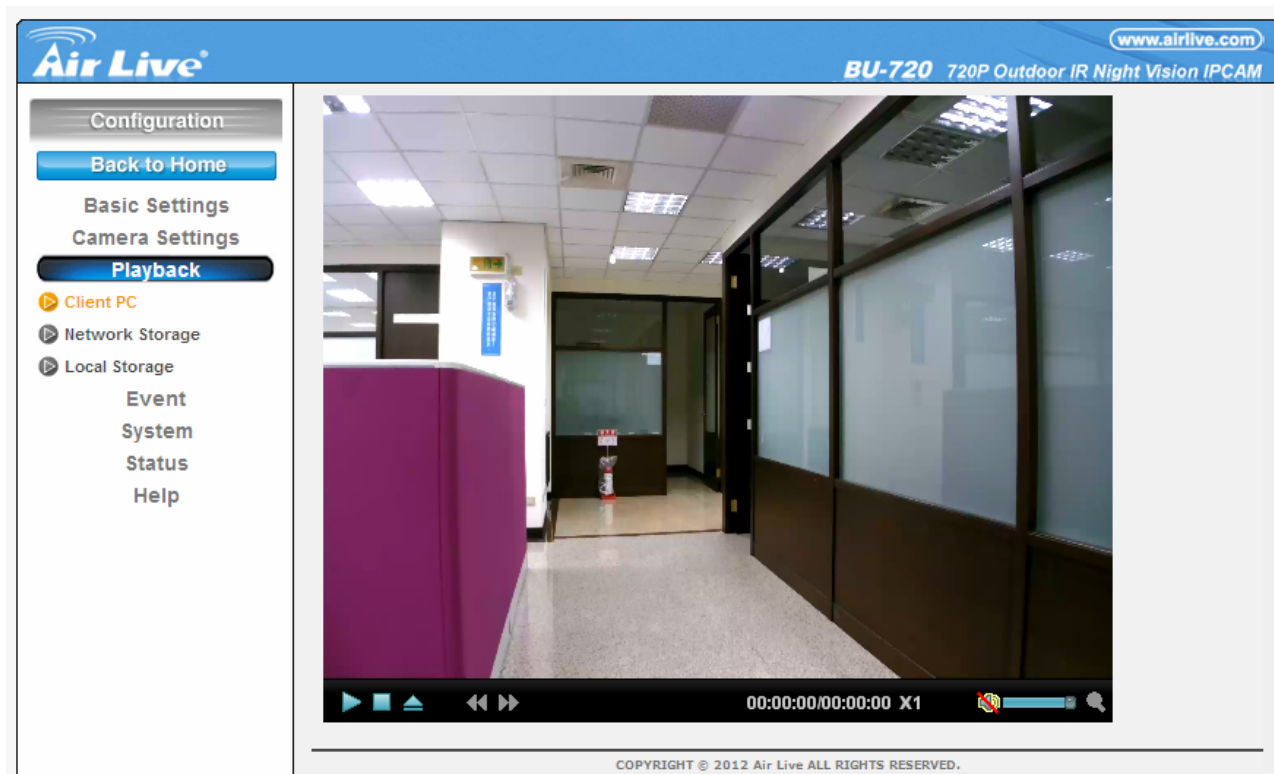 Air Live®
www.airlive.com
BU-720 720P Outdoor IR Night Vision IPCAM
Configuration
Back to Home
Basic Settings
Camera Settings
Playback
Client PC
Network Storage
Local Storage
Event
System
Status
Help
00:00:00/00:00:00 X1
COPYRIGHT © 2012 Air Live ALL RIGHTS RESERVED.